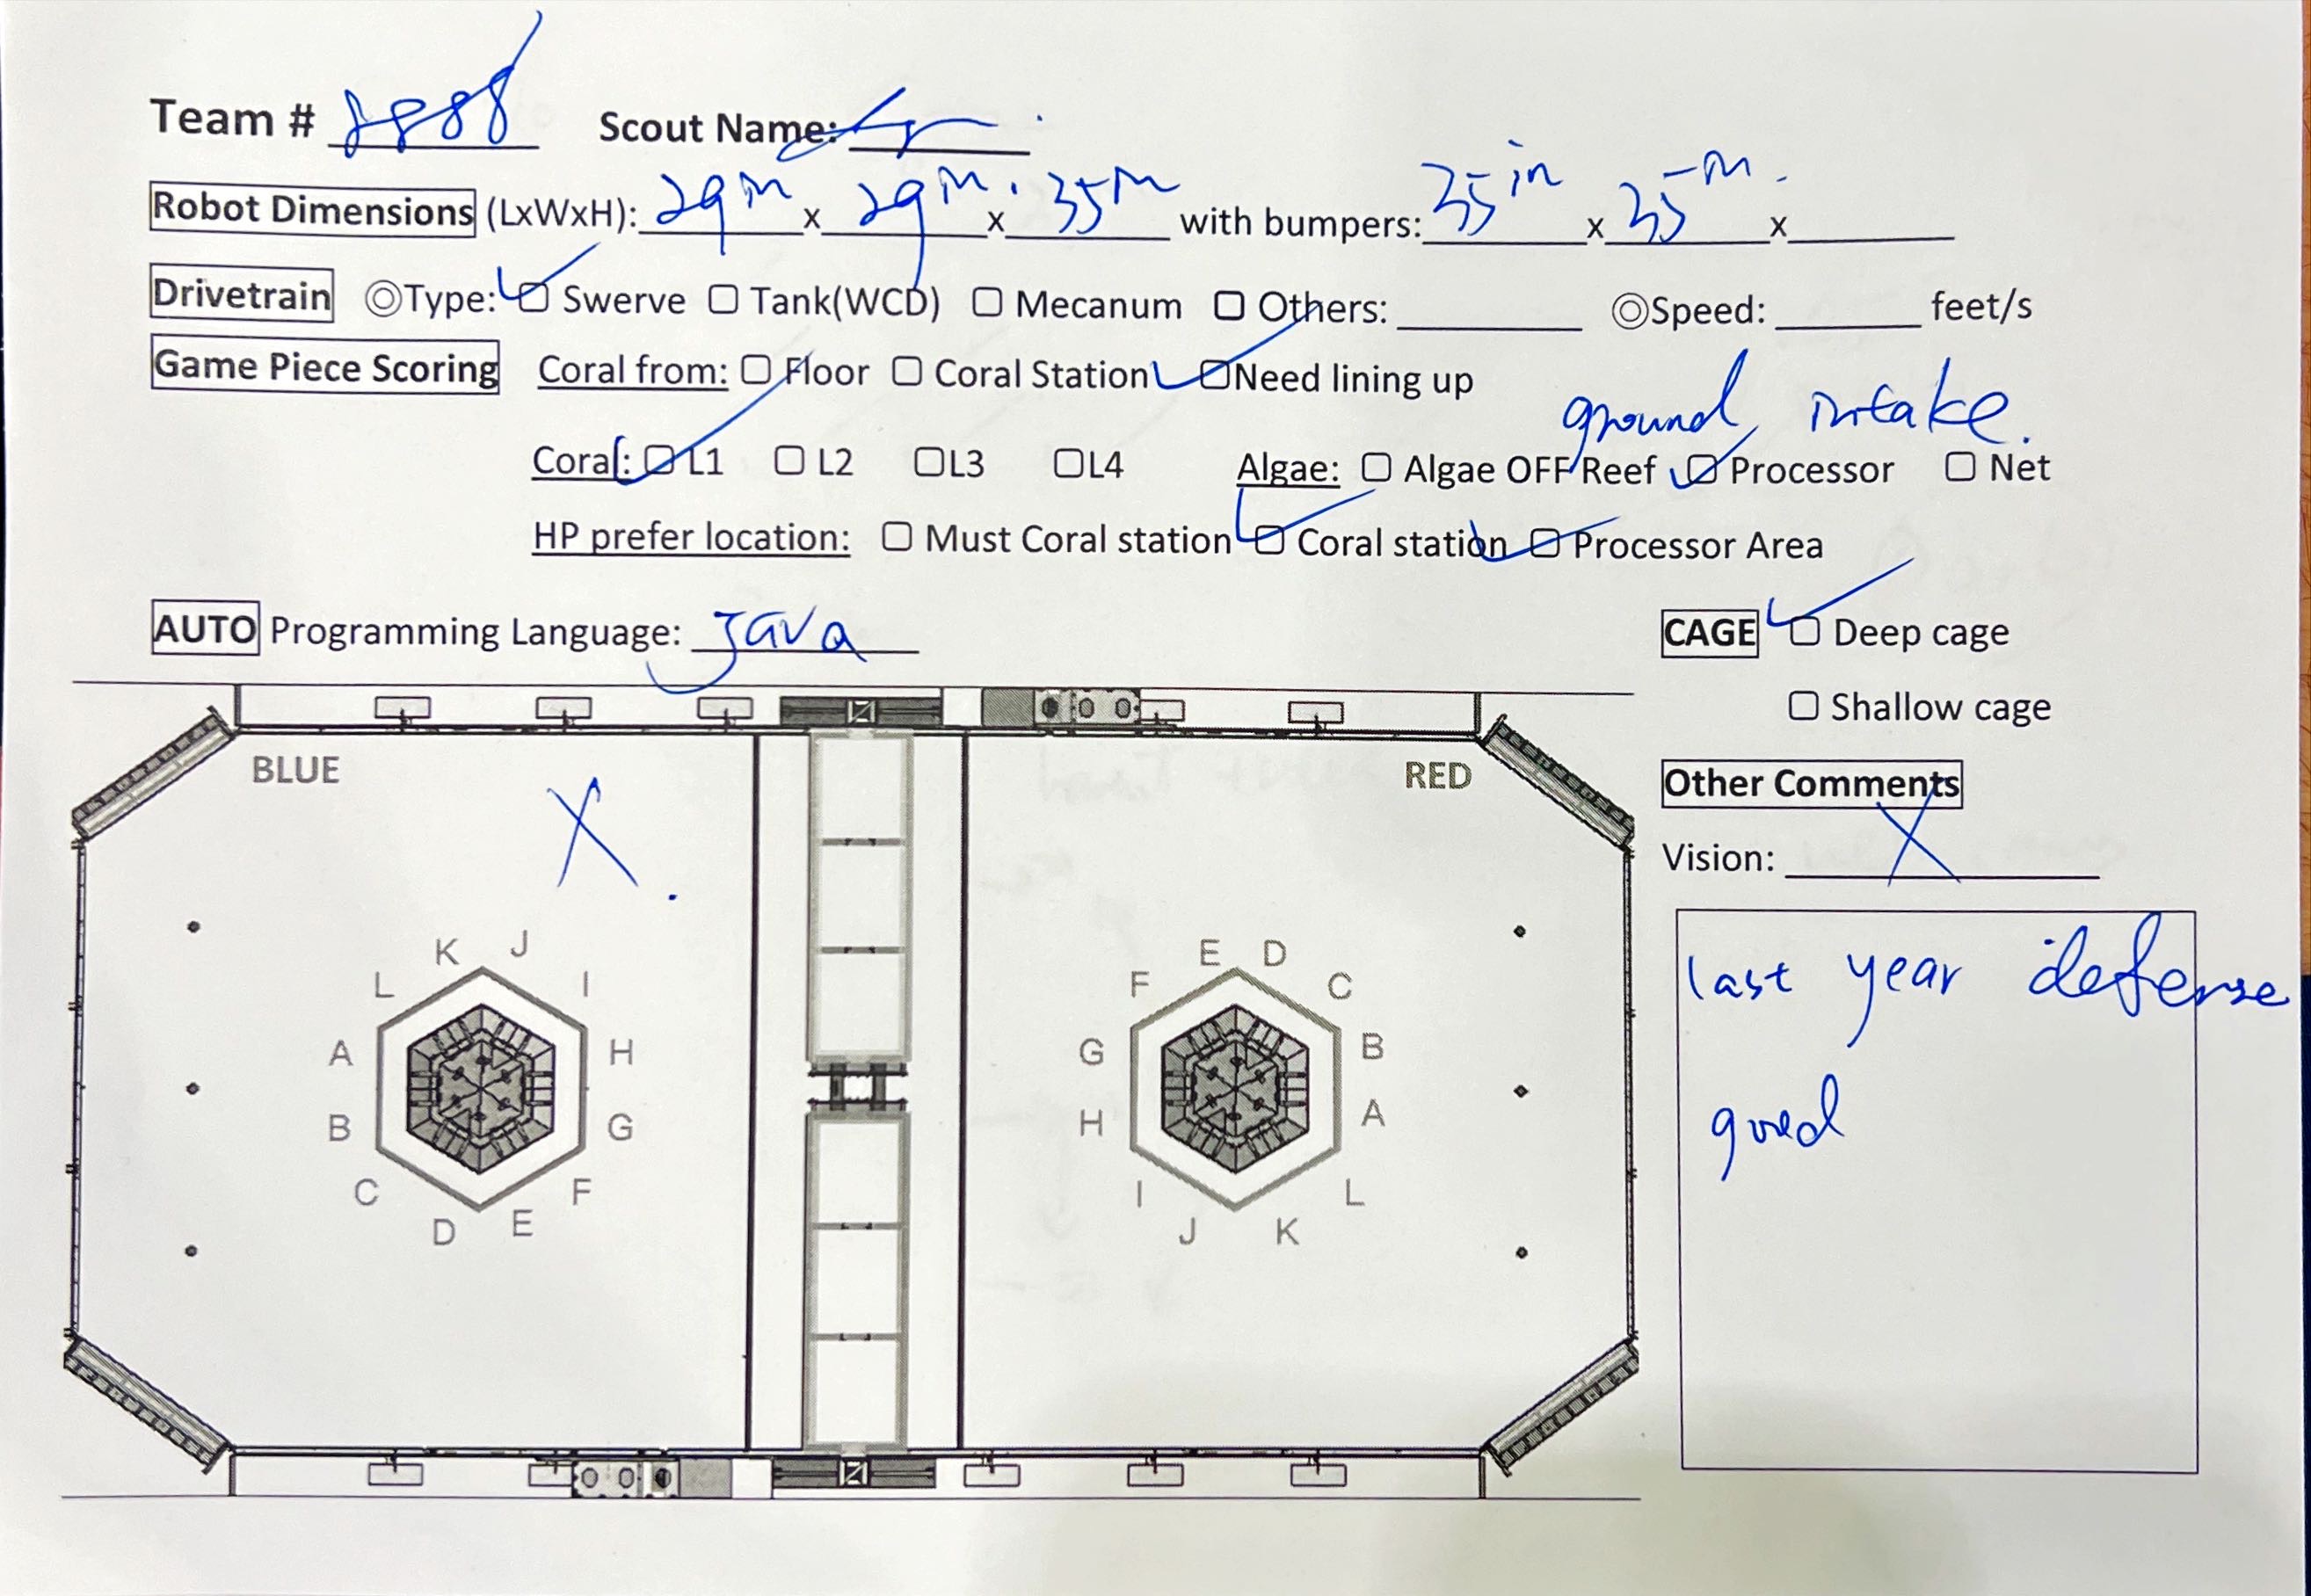 Team # 8888 Scout Name:
Robot Dimensions (LxWxH): 29in x 29in x 35in with bumpers: 35in x 35in x
Drivetrain ◎Type: ☑ Swerve ☐ Tank(WCD) ☐ Mecanum ☐ Others: ______ ◎Speed: ______ feet/s
Game Piece Scoring Coral from: ☐ Floor ☐ Coral Station ☑Need lining up
ground intake.
Coral: ☑ L1 ☐ L2 ☐L3 ☐L4 Algae: ☐ Algae OFF Reef ☑ Processor ☐ Net
HP prefer location: ☐ Must Coral station ☑ Coral station ☑ Processor Area
AUTO Programming Language: Java
CAGE ☑ Deep cage
☐ Shallow cage
BLUE
RED
X.
Other Comments
Vision: X
last year defense
good
K J
L I
A H
B G
C F
D E
E D
F C
G B
H A
I L
J K